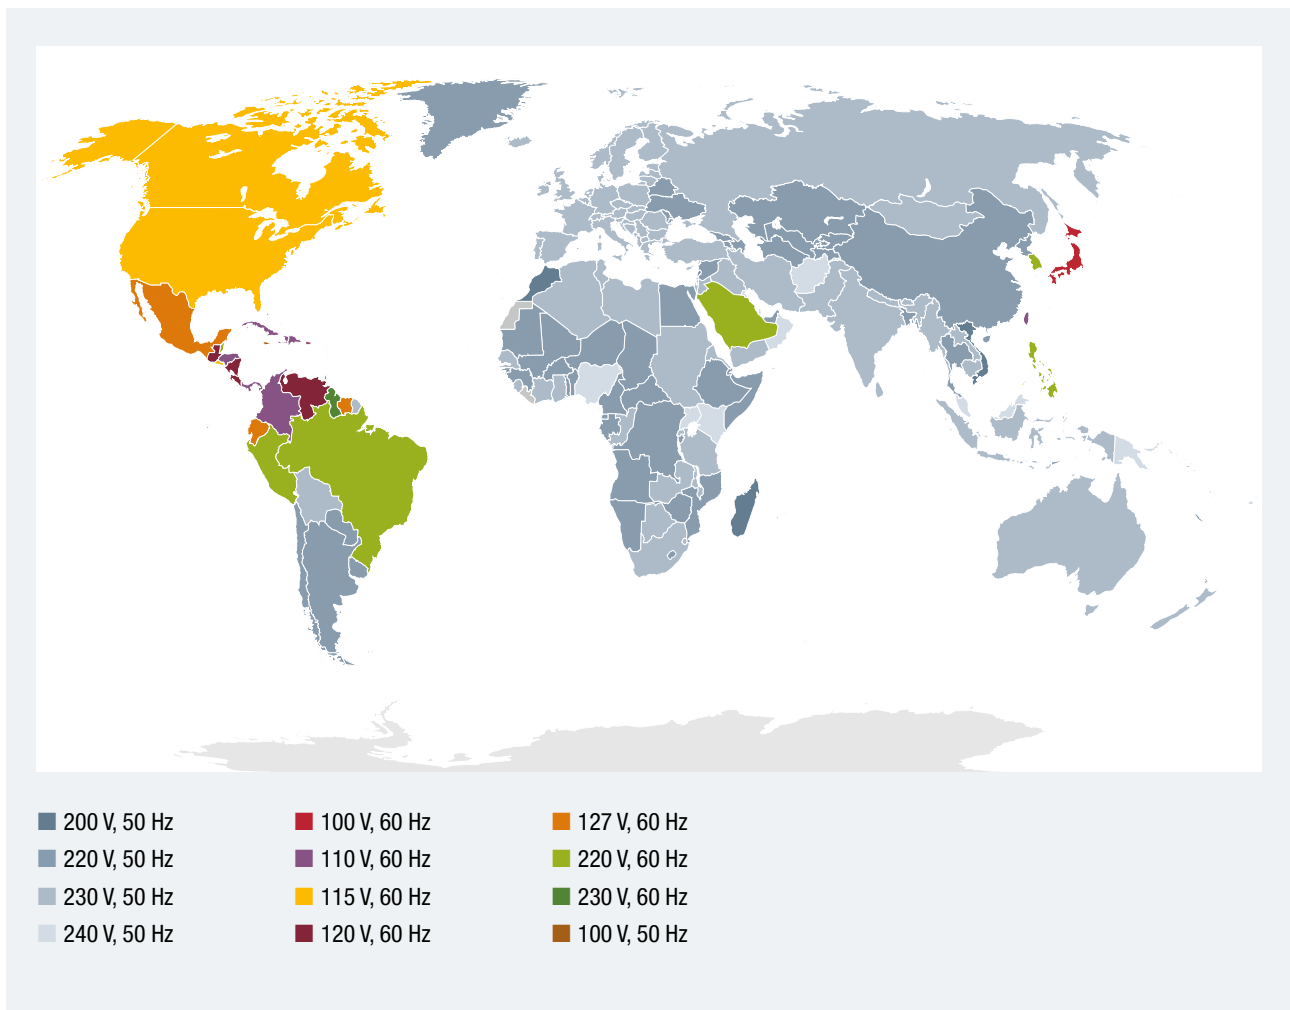 200 V, 50 Hz
220 V, 50 Hz
230 V, 50 Hz
240 V, 50 Hz
100 V, 60 Hz
110 V, 60 Hz
115 V, 60 Hz
120 V, 60 Hz
127 V, 60 Hz
220 V, 60 Hz
230 V, 60 Hz
100 V, 50 Hz